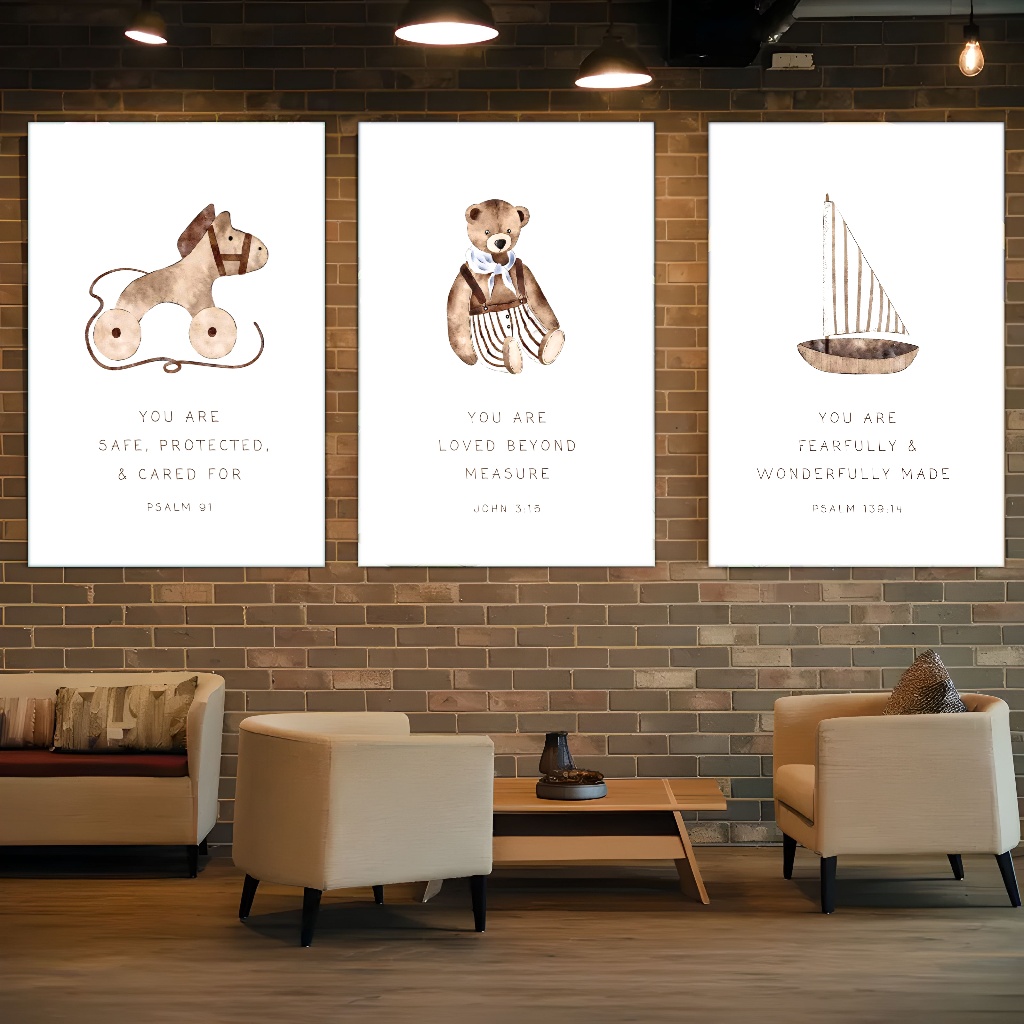 YOU ARE
SAFE, PROTECTED,
& CARED FOR
PSALM 91
YOU ARE
LOVED BEYOND
MEASURE
JOHN 3:16
YOU ARE
FEARFULLY &
WONDERFULLY MADE
PSALM 139:14